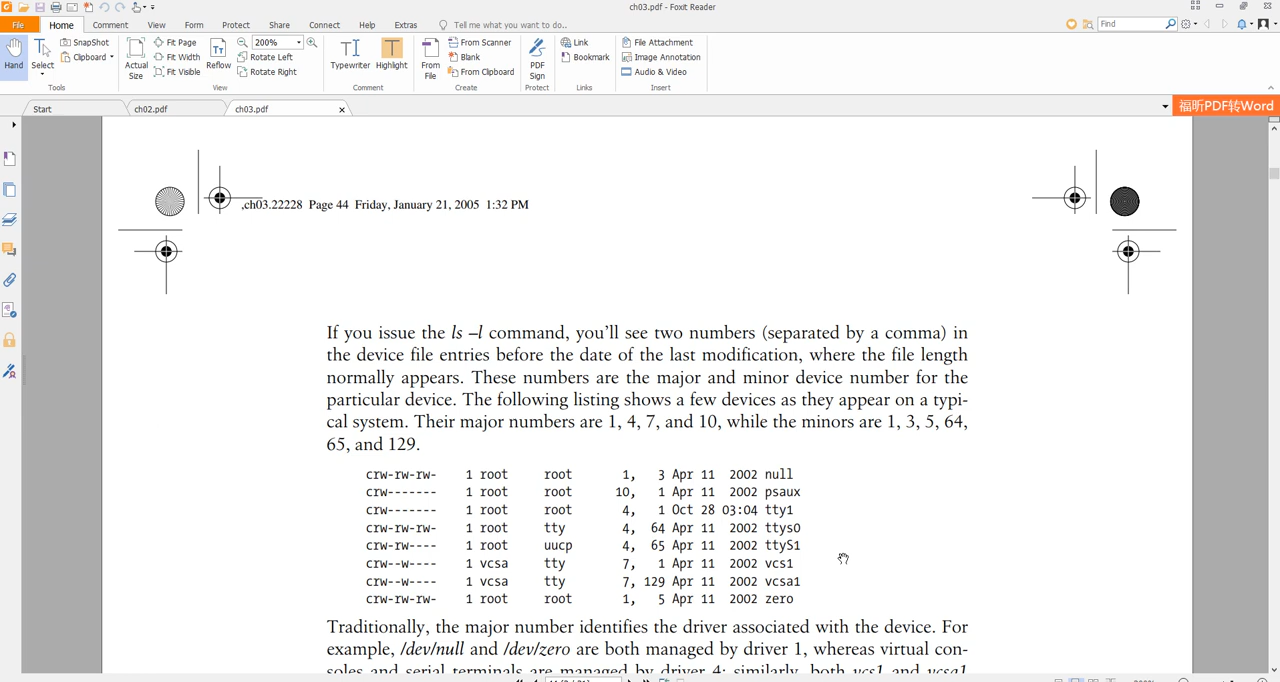 ch03.pdf - Foxit Reader
File Home Comment View Form Protect Share Connect Help Extras Tell me what you want to do.. Find
Hand Select SnapShot Clipboard Actual Size Fit Page Fit Width Fit Visible Reflow 200% Rotate Left Rotate Right Typewriter Highlight From File From Scanner Blank From Clipboard PDF Sign Link Bookmark File Attachment Image Annotation Audio & Video
Tools View Comment Create Protect Links Insert
Start ch02.pdf ch03.pdf 福昕PDF转Word
,ch03.22228 Page 44 Friday, January 21, 2005 1:32 PM
If you issue the ls –l command, you’ll see two numbers (separated by a comma) in
the device file entries before the date of the last modification, where the file length
normally appears. These numbers are the major and minor device number for the
particular device. The following listing shows a few devices as they appear on a typi-
cal system. Their major numbers are 1, 4, 7, and 10, while the minors are 1, 3, 5, 64,
65, and 129.
crw-rw-rw- 1 root root 1, 3 Apr 11 2002 null
crw------- 1 root root 10, 1 Apr 11 2002 psaux
crw------- 1 root root 4, 1 Oct 28 03:04 tty1
crw-rw-rw- 1 root tty 4, 64 Apr 11 2002 ttys0
crw-rw---- 1 root uucp 4, 65 Apr 11 2002 ttyS1
crw--w---- 1 vcsa tty 7, 1 Apr 11 2002 vcs1
crw--w---- 1 vcsa tty 7, 129 Apr 11 2002 vcsa1
crw-rw-rw- 1 root root 1, 5 Apr 11 2002 zero
Traditionally, the major number identifies the driver associated with the device. For
example, /dev/null and /dev/zero are both managed by driver 1, whereas virtual con-
soles and serial terminals are managed by driver 4; similarly, both vcs1 and vcsa1